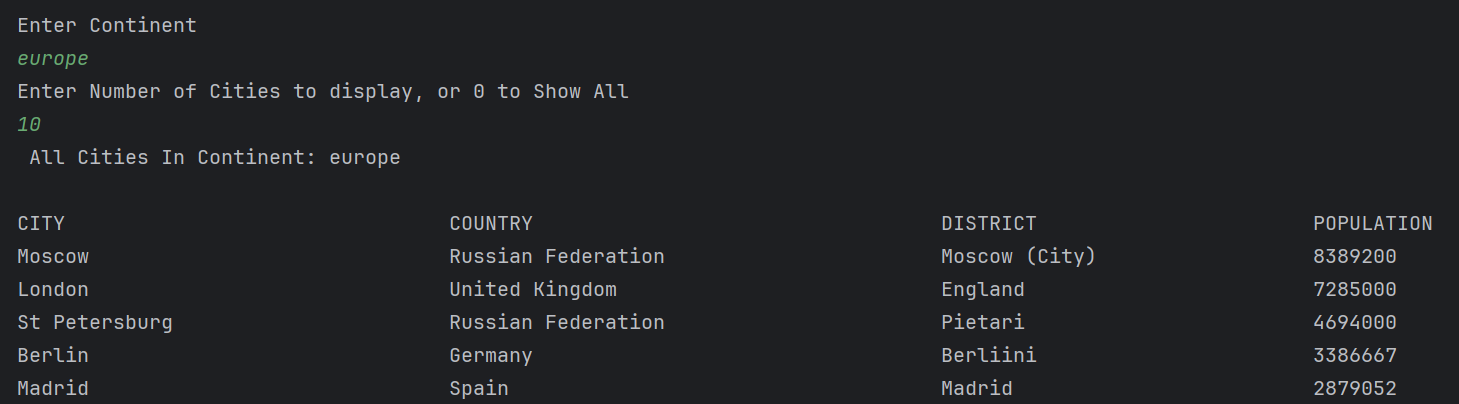 Enter Continent
europe
Enter Number of Cities to display, or 0 to Show All
10
All Cities In Continent: europe
CITY COUNTRY DISTRICT POPULATION
Moscow Russian Federation Moscow (City) 8389200
London United Kingdom England 7285000
St Petersburg Russian Federation Pietari 4694000
Berlin Germany Berliini 3386667
Madrid Spain Madrid 2879052